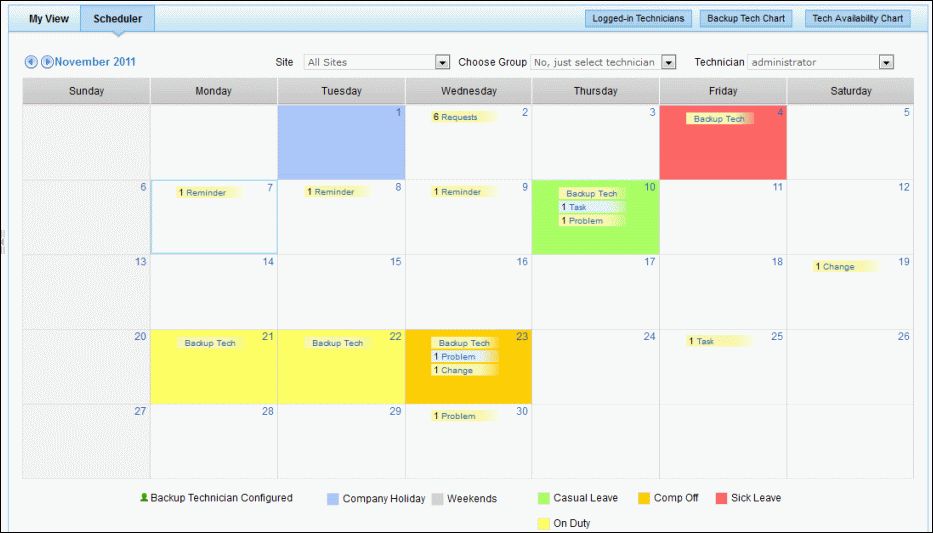 My View Scheduler Logged-in Technicians Backup Tech Chart Tech Availability Chart
November 2011 Site All Sites Choose Group No, just select technician Technician administrator
Sunday Monday Tuesday Wednesday Thursday Friday Saturday
1 6 Requests 2 3 Backup Tech 4 5
6 1 Reminder 7 1 Reminder 8 1 Reminder 9 Backup Tech 10 11 12
1 Task
1 Problem
13 14 15 16 17 18 1 Change 19
20 Backup Tech 21 Backup Tech 22 Backup Tech 23 24 1 Task 25 26
1 Problem
1 Change
27 28 29 1 Problem 30
Backup Technician Configured Company Holiday Weekends Casual Leave Comp Off Sick Leave
On Duty